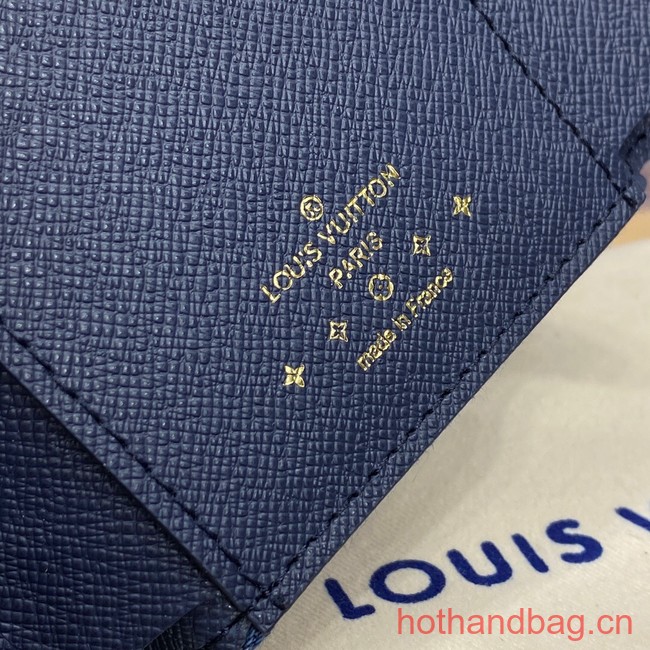 ®
LOUIS VUITTON
PARIS
made in France
LOUIS V
hothandbag.cn